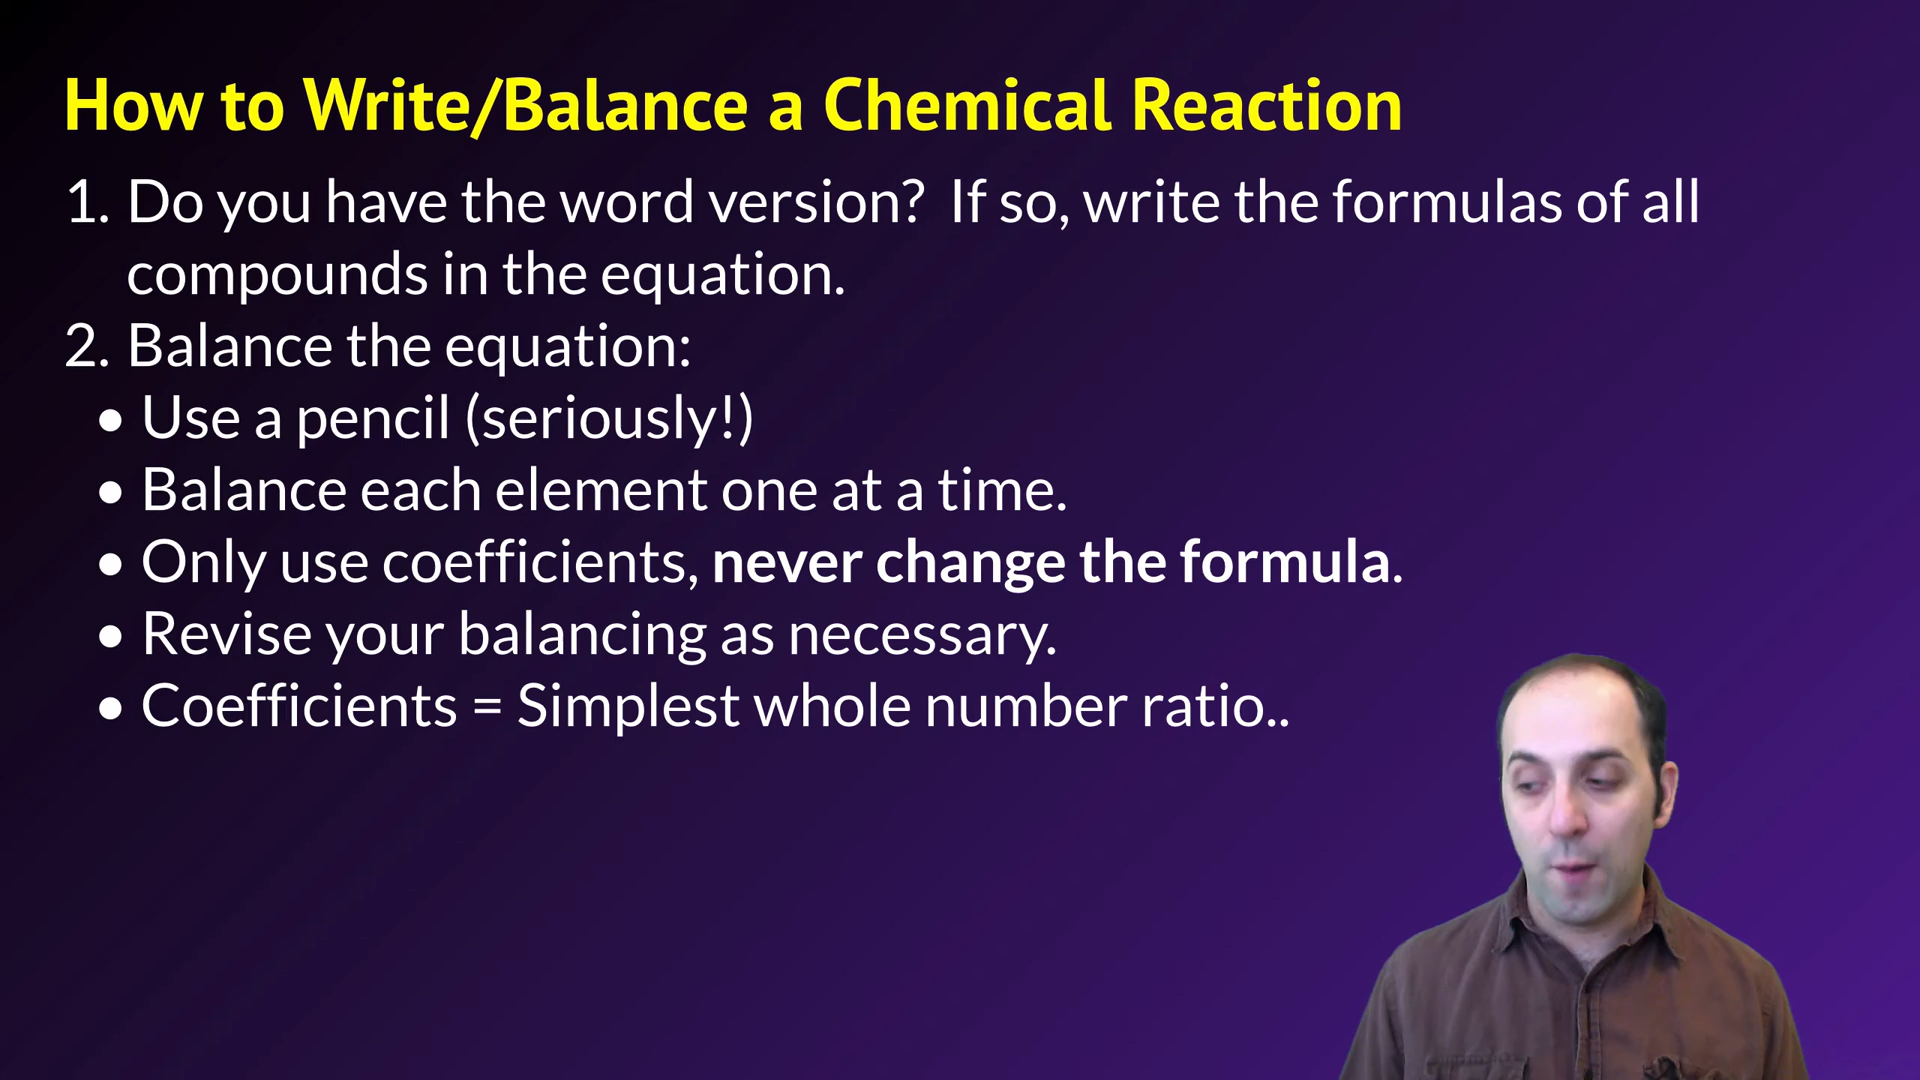 How to Write/Balance a Chemical Reaction
1. Do you have the word version?  If so, write the formulas of all
compounds in the equation.
2. Balance the equation:
• Use a pencil (seriously!)
• Balance each element one at a time.
• Only use coefficients, never change the formula.
• Revise your balancing as necessary.
• Coefficients = Simplest whole number ratio..